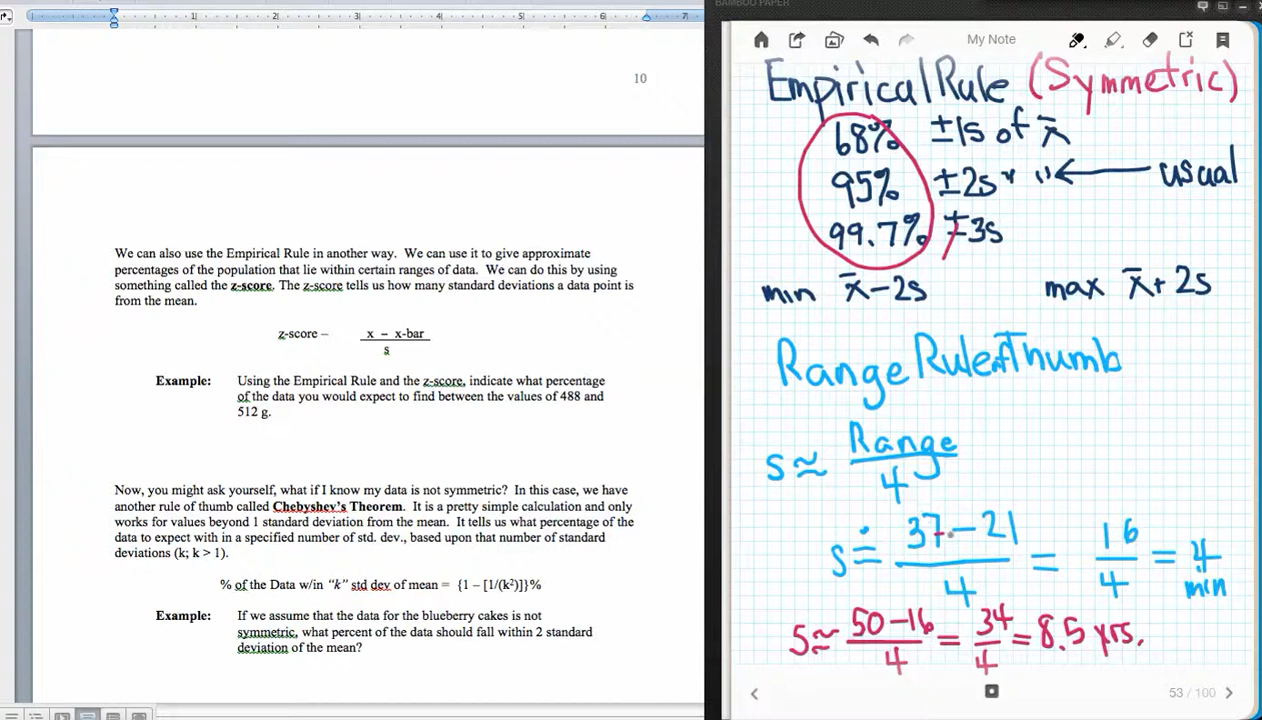 BAMBOO PAPER
My Note
1
2
3
4
5
6
7
10
We can also use the Empirical Rule in another way. We can use it to give approximate
percentages of the population that lie within certain ranges of data. We can do this by using
something called the z-score. The z-score tells us how many standard deviations a data point is
from the mean.
z-score =
x – x-bar
s
Example: Using the Empirical Rule and the z-score, indicate what percentage
of the data you would expect to find between the values of 488 and
512 g.
Now, you might ask yourself, what if I know my data is not symmetric? In this case, we have
another rule of thumb called Chebyshev's Theorem. It is a pretty simple calculation and only
works for values beyond 1 standard deviation from the mean. It tells us what percentage of the
data to expect with in a specified number of std. dev., based upon that number of standard
deviations (k; k > 1).
% of the Data w/in "k" std dev of mean = {1 – [1/(k²)]}%
Example: If we assume that the data for the blueberry cakes is not
symmetric, what percent of the data should fall within 2 standard
deviation of the mean?
Empirical Rule (Symmetric)
68% ±1s of x̄
95% ±2s " " ← usual
99.7% ±3s
min x̄ – 2s max x̄ + 2s
Range Rule of Thumb
s ≈ Range
4
s ≐ 37 – 21 = 16 = 4
4 4 min
s ≈ 50 – 16 = 34 = 8.5 yrs.
4 4
53 / 100